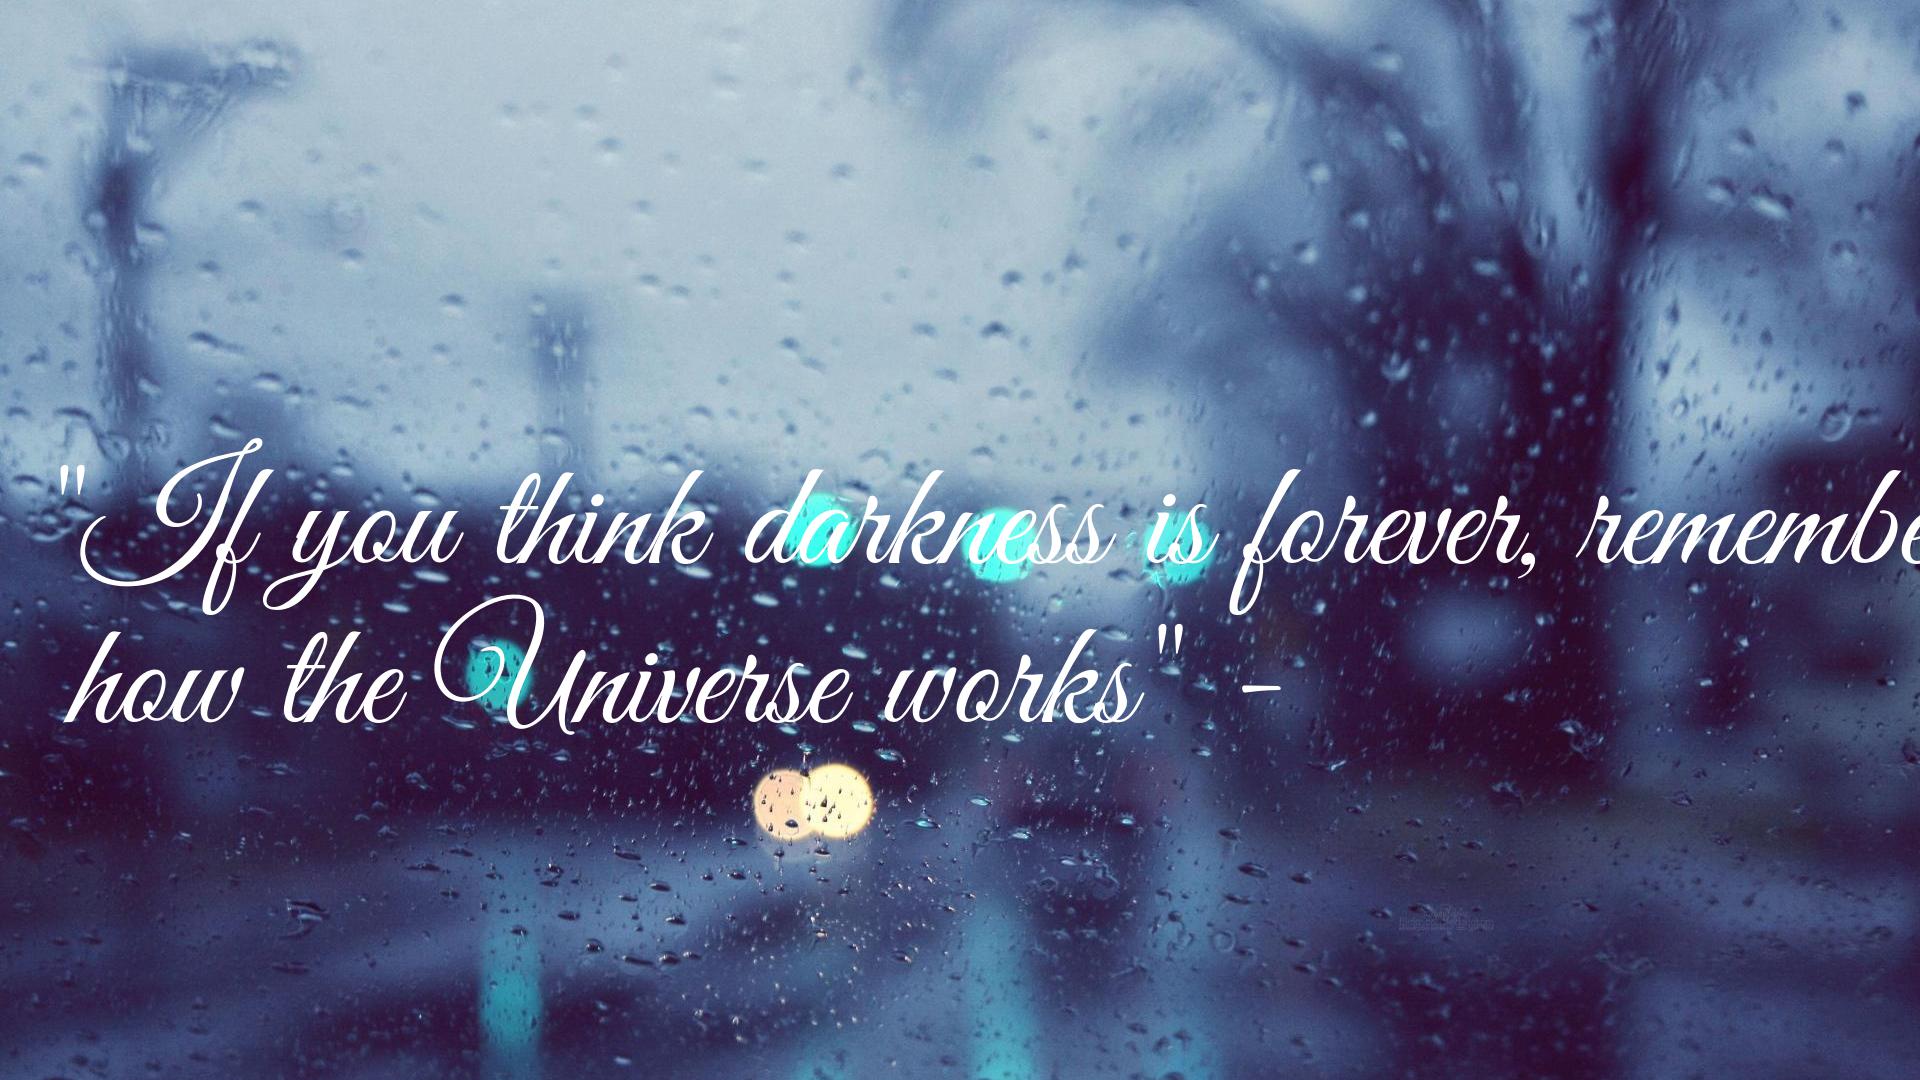 "If you think darkness is forever, remembe
how the Universe works" -